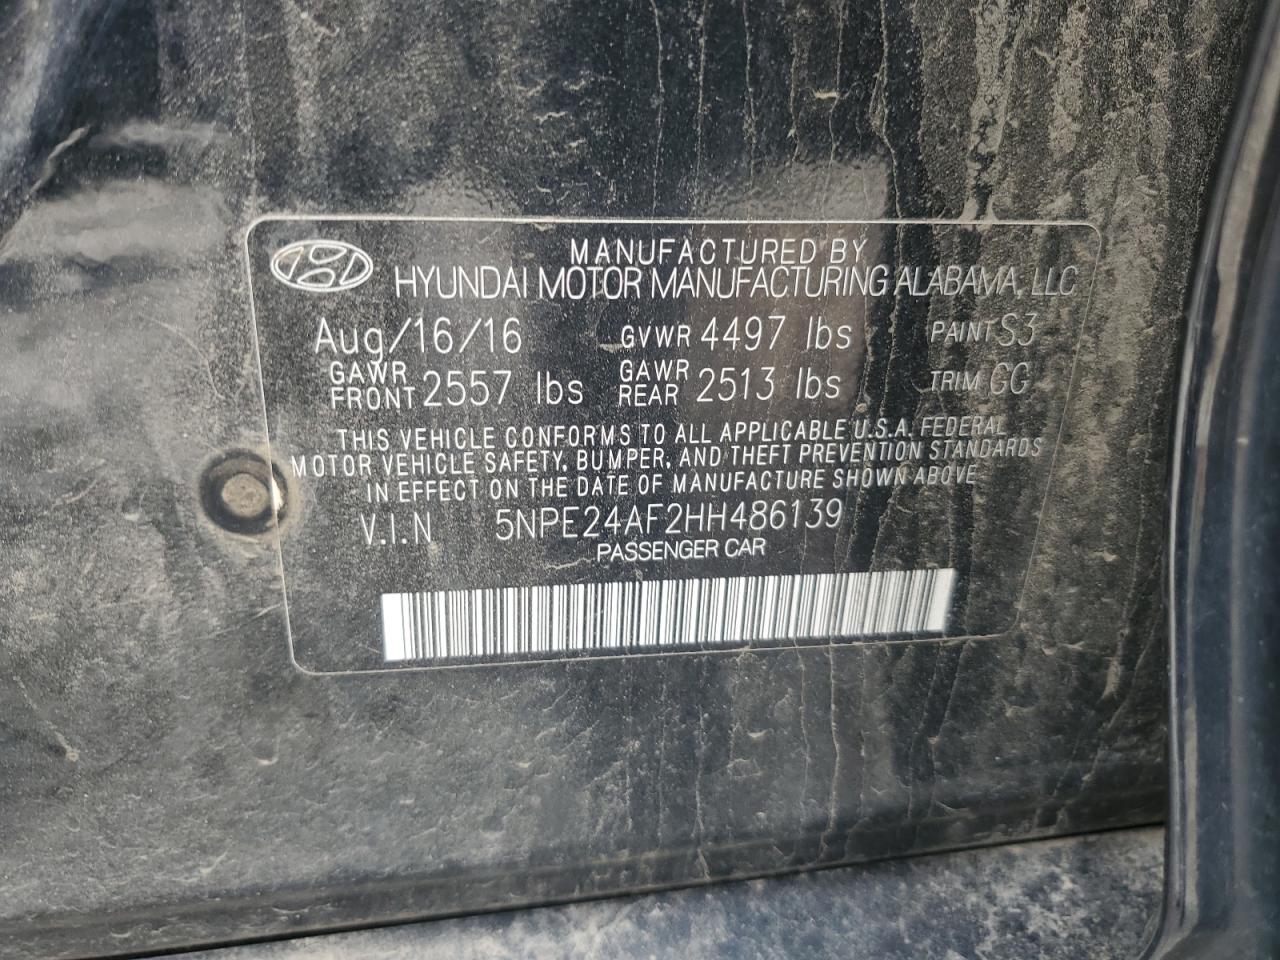 MANUFACTURED BY
HYUNDAI MOTOR MANUFACTURING ALABAMA, LLC
Aug/16/16 GVWR 4497 lbs PAINT S3
GAWR FRONT 2557 lbs GAWR REAR 2513 lbs TRIM GG
THIS VEHICLE CONFORMS TO ALL APPLICABLE U.S.A. FEDERAL
MOTOR VEHICLE SAFETY, BUMPER, AND THEFT PREVENTION STANDARDS
IN EFFECT ON THE DATE OF MANUFACTURE SHOWN ABOVE
V.I.N 5NPE24AF2HH486139
PASSENGER CAR